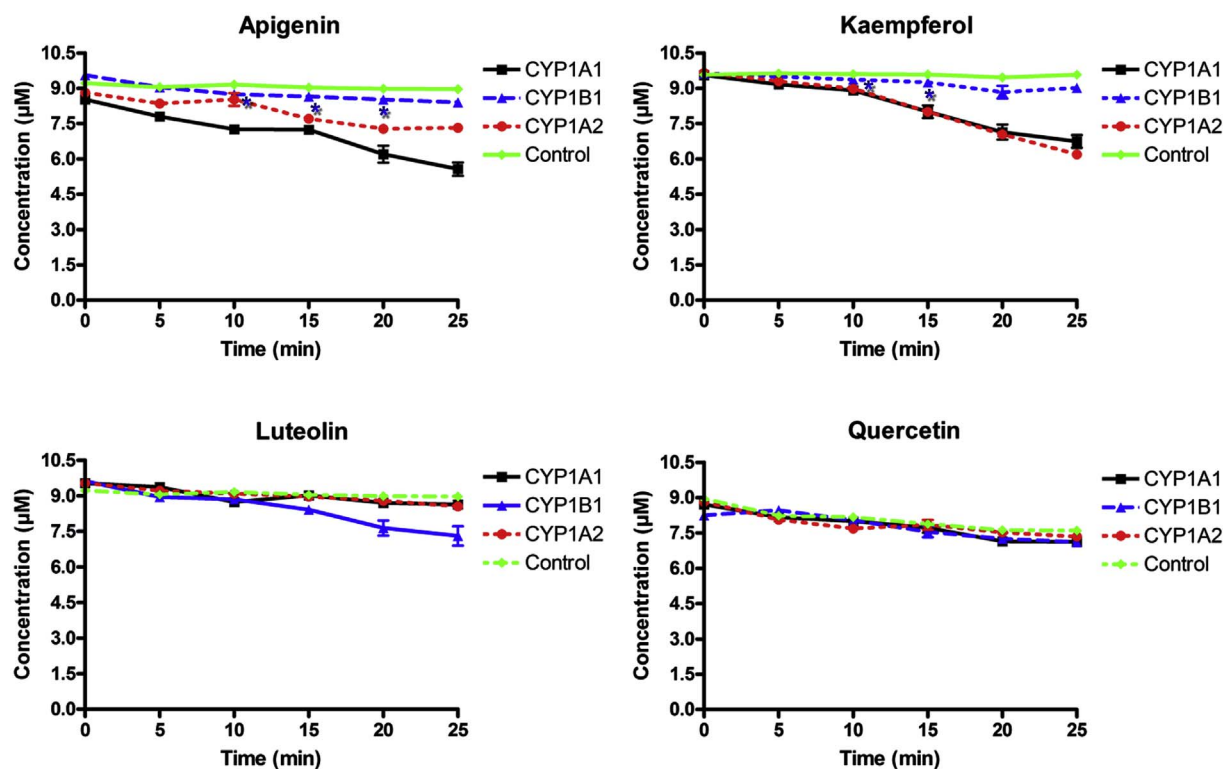 Apigenin
Concentration (µM)
10.5
9.0
7.5
6.0
4.5
3.0
1.5
0.0
0 5 10 15 20 25
Time (min)
* * *
CYP1A1
CYP1B1
CYP1A2
Control
Kaempferol
Concentration (µM)
10.5
9.0
7.5
6.0
4.5
3.0
1.5
0.0
0 5 10 15 20 25
Time (min)
* *
CYP1A1
CYP1B1
CYP1A2
Control
Luteolin
Concentration (µM)
10.5
9.0
7.5
6.0
4.5
3.0
1.5
0.0
0 5 10 15 20 25
Time (min)
CYP1A1
CYP1B1
CYP1A2
Control
Quercetin
Concentration (µM)
10.5
9.0
7.5
6.0
4.5
3.0
1.5
0.0
0 5 10 15 20 25
Time (min)
CYP1A1
CYP1B1
CYP1A2
Control